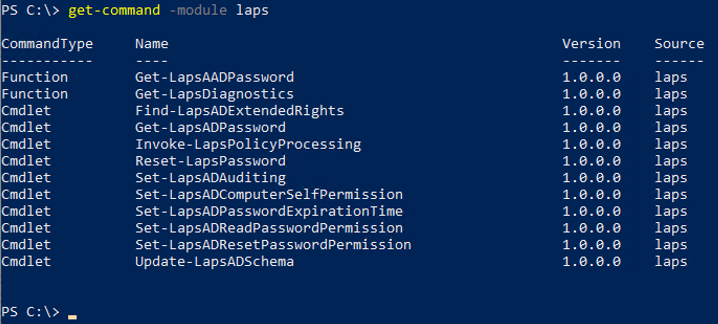 PS C:\> get-command -module laps
CommandType Name Version Source
----------- ---- ------- ------
Function Get-LapsAADPassword 1.0.0.0 laps
Function Get-LapsDiagnostics 1.0.0.0 laps
Cmdlet Find-LapsADExtendedRights 1.0.0.0 laps
Cmdlet Get-LapsADPassword 1.0.0.0 laps
Cmdlet Invoke-LapsPolicyProcessing 1.0.0.0 laps
Cmdlet Reset-LapsPassword 1.0.0.0 laps
Cmdlet Set-LapsADAuditing 1.0.0.0 laps
Cmdlet Set-LapsADComputerSelfPermission 1.0.0.0 laps
Cmdlet Set-LapsADPasswordExpirationTime 1.0.0.0 laps
Cmdlet Set-LapsADReadPasswordPermission 1.0.0.0 laps
Cmdlet Set-LapsADResetPasswordPermission 1.0.0.0 laps
Cmdlet Update-LapsADSchema 1.0.0.0 laps
PS C:\> _